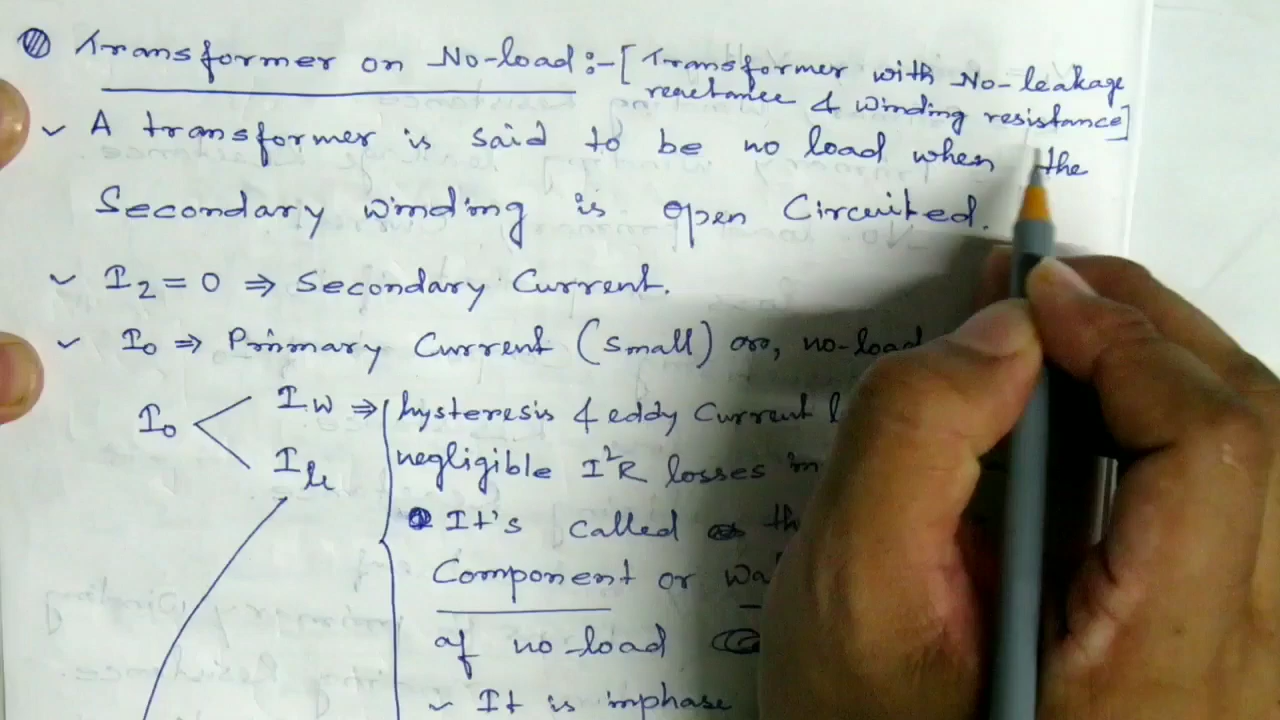 Transformer on No-load :- [ Transformer with No-leakage
reactance & winding resistance ]
✓ A transformer is said to be no load when the
Secondary winding is open Circuited.
✓ I2 = 0 ⇒ Secondary Current.
✓ I0 ⇒ Primary Current (small) or, no-load
I0 < Iw ⇒ hysteresis & eddy Current
Iμ negligible I²R losses in
It's called
Component or
of no-load
✓ It is inphase